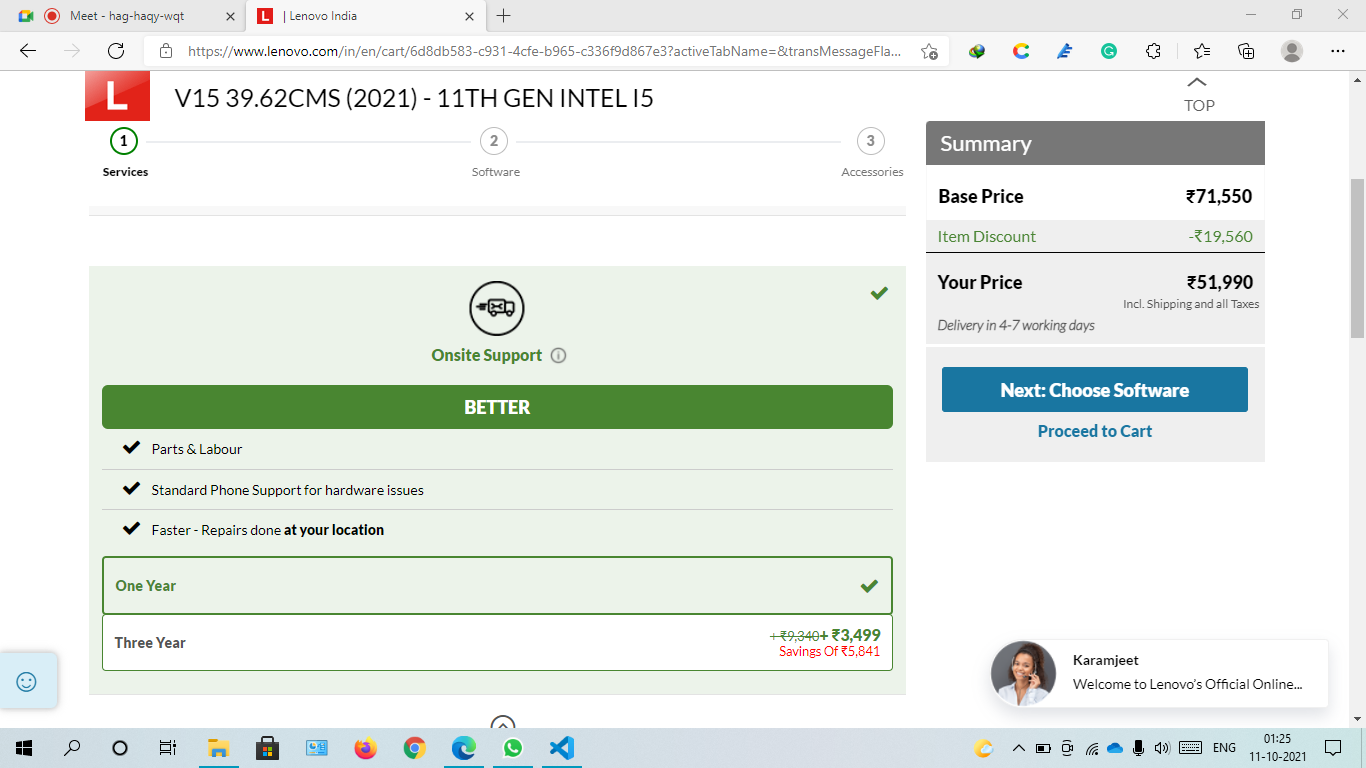 Meet - hag-haqy-wqt
L | Lenovo India
https://www.lenovo.com/in/en/cart/6d8db583-c931-4cfe-b965-c336f9d867e3?activeTabName=&transMessageFla...
L
V15 39.62CMS (2021) - 11TH GEN INTEL I5
TOP
1
2
3
Services
Software
Accessories
Onsite Support
BETTER
Parts & Labour
Standard Phone Support for hardware issues
Faster - Repairs done at your location
One Year
Three Year
+ ₹9,340+ ₹3,499
Savings Of ₹5,841
Summary
Base Price ₹71,550
Item Discount -₹19,560
Your Price ₹51,990
Incl. Shipping and all Taxes
Delivery in 4-7 working days
Next: Choose Software
Proceed to Cart
Karamjeet
Welcome to Lenovo's Official Online...
ENG
01:25
11-10-2021